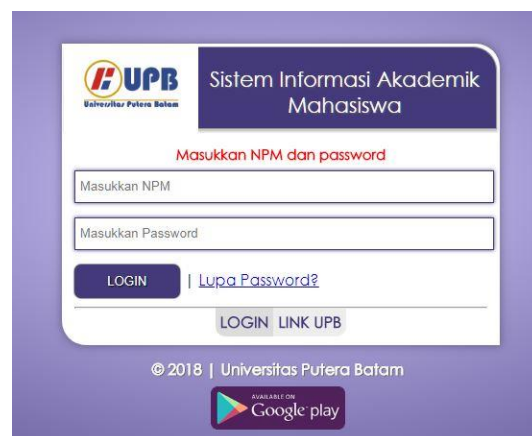 UPB
Universitas Putera Batam
Sistem Informasi Akademik
Mahasiswa
Masukkan NPM dan password
Masukkan NPM
Masukkan Password
LOGIN | Lupa Password?
LOGIN LINK UPB
© 2018 | Universitas Putera Batam
AVAILABLE ON
Google play